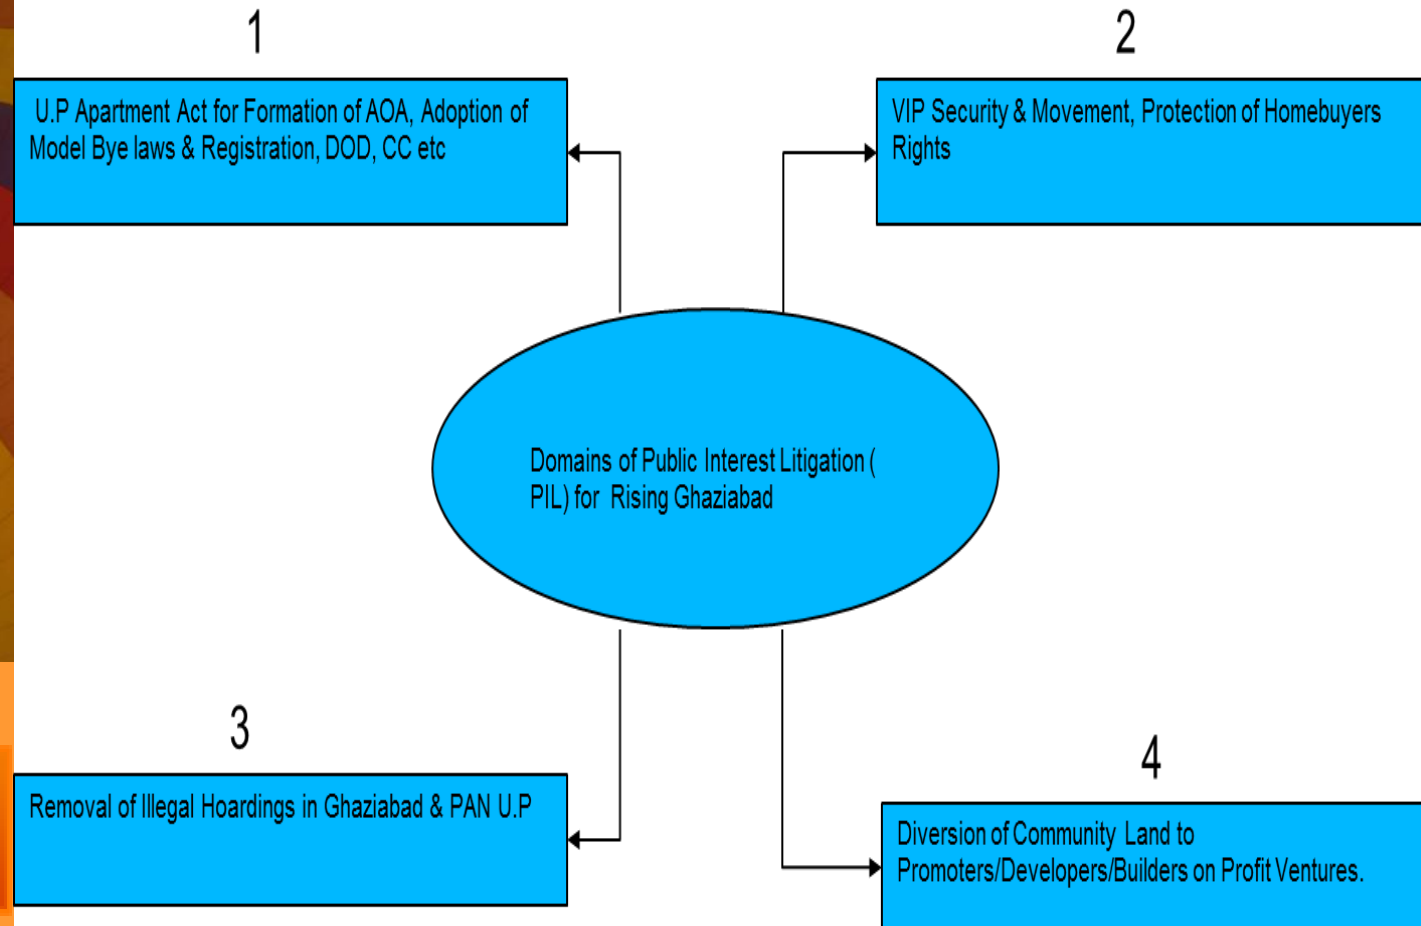 1
U.P Apartment Act for Formation of AOA, Adoption of
Model Bye laws & Registration, DOD, CC etc
2
VIP Security & Movement, Protection of Homebuyers
Rights
Domains of Public Interest Litigation (
PIL) for Rising Ghaziabad
3
Removal of Illegal Hoardings in Ghaziabad & PAN U.P
4
Diversion of Community Land to
Promoters/Developers/Builders on Profit Ventures.